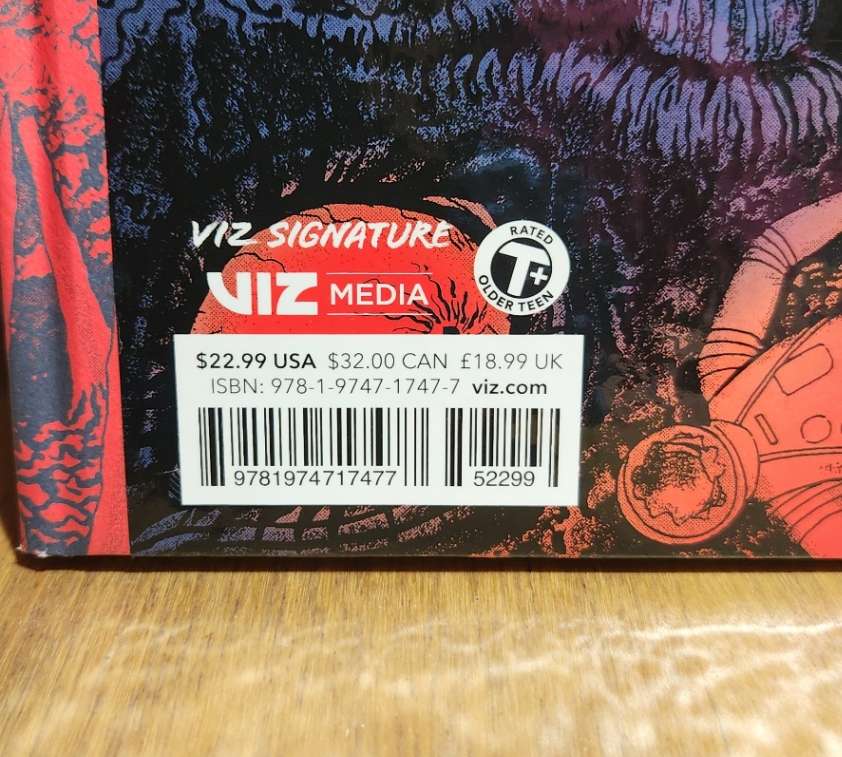 VIZ SIGNATURE
RATED
T+
OLDER TEEN
VIZ MEDIA
$22.99 USA $32.00 CAN £18.99 UK
ISBN: 978-1-9747-1747-7 viz.com
9781974717477 52299